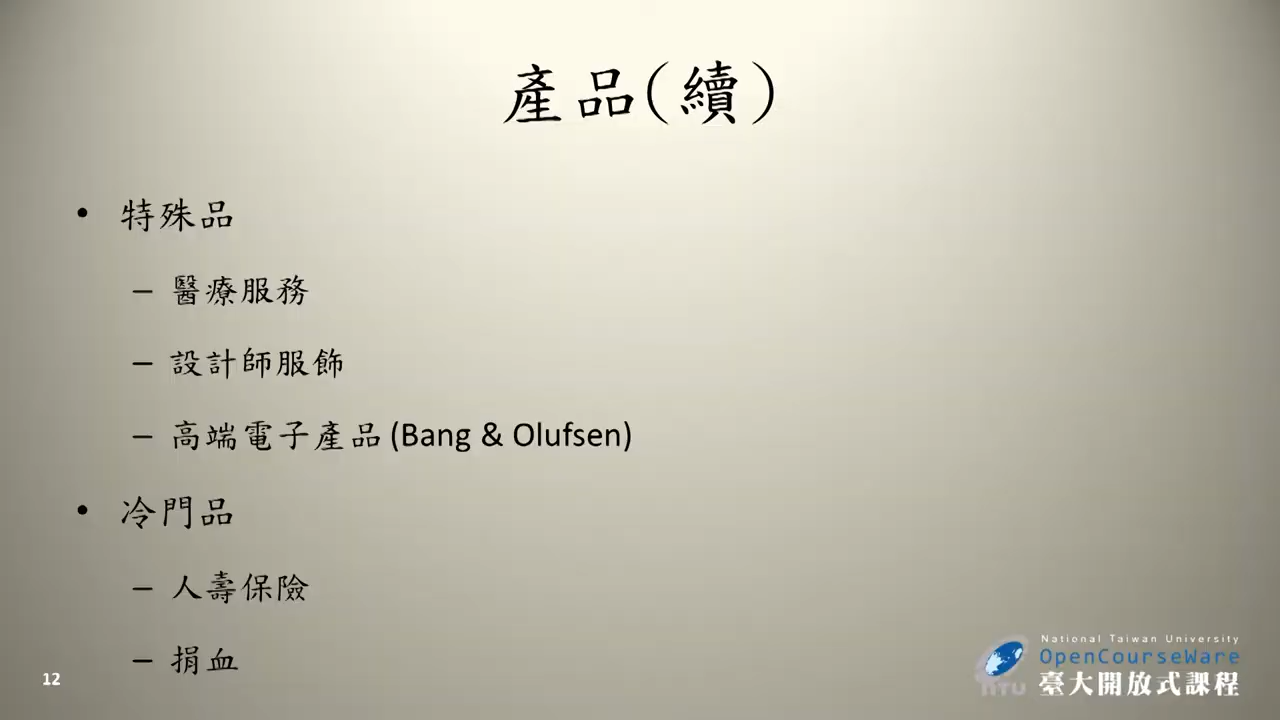 產品(續)
• 特殊品
– 醫療服務
– 設計師服飾
– 高端電子產品 (Bang & Olufsen)
• 冷門品
– 人壽保險
– 捐血
12
National Taiwan University
OpenCourseWare
NTU 臺大開放式課程